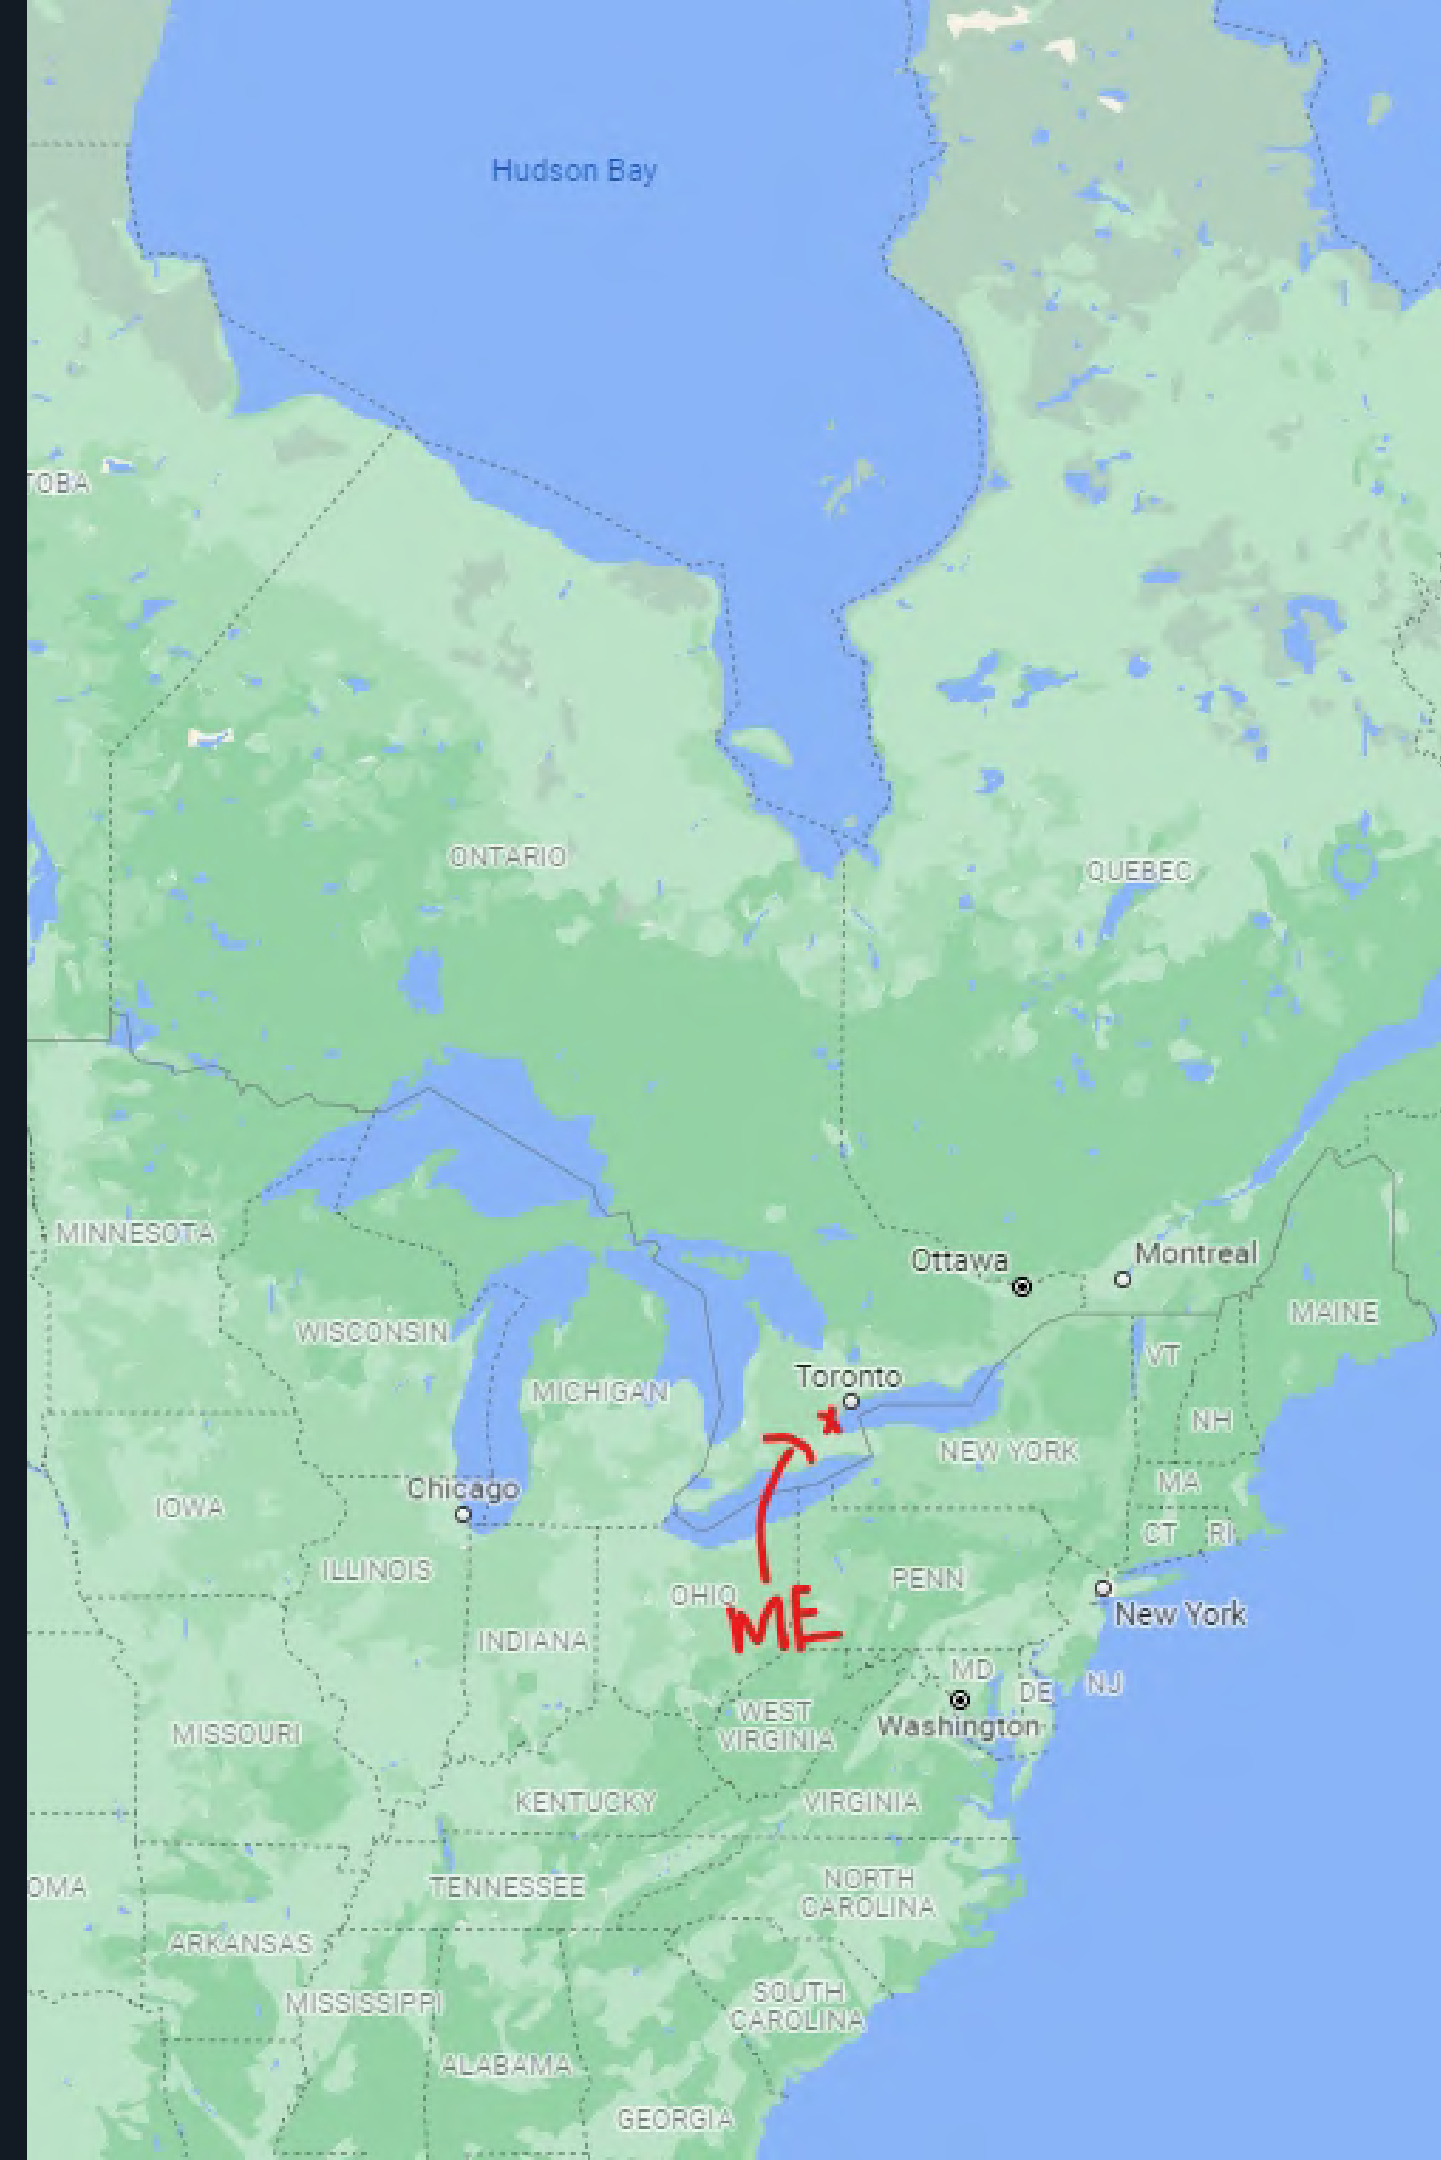 Hudson Bay
TOBA
ONTARIO
QUEBEC
MINNESOTA
Ottawa
Montreal
MAINE
WISCONSIN
VT
Toronto
MICHIGAN
NH
NEW YORK
MA
Chicago
IOWA
CT
RI
ILLINOIS
PENN
OHIO
New York
ME
INDIANA
MD
DE
NJ
WEST
VIRGINIA
Washington
MISSOURI
KENTUCKY
VIRGINIA
OMA
TENNESSEE
NORTH
CAROLINA
ARKANSAS
MISSISSIPPI
SOUTH
CAROLINA
ALABAMA
GEORGIA